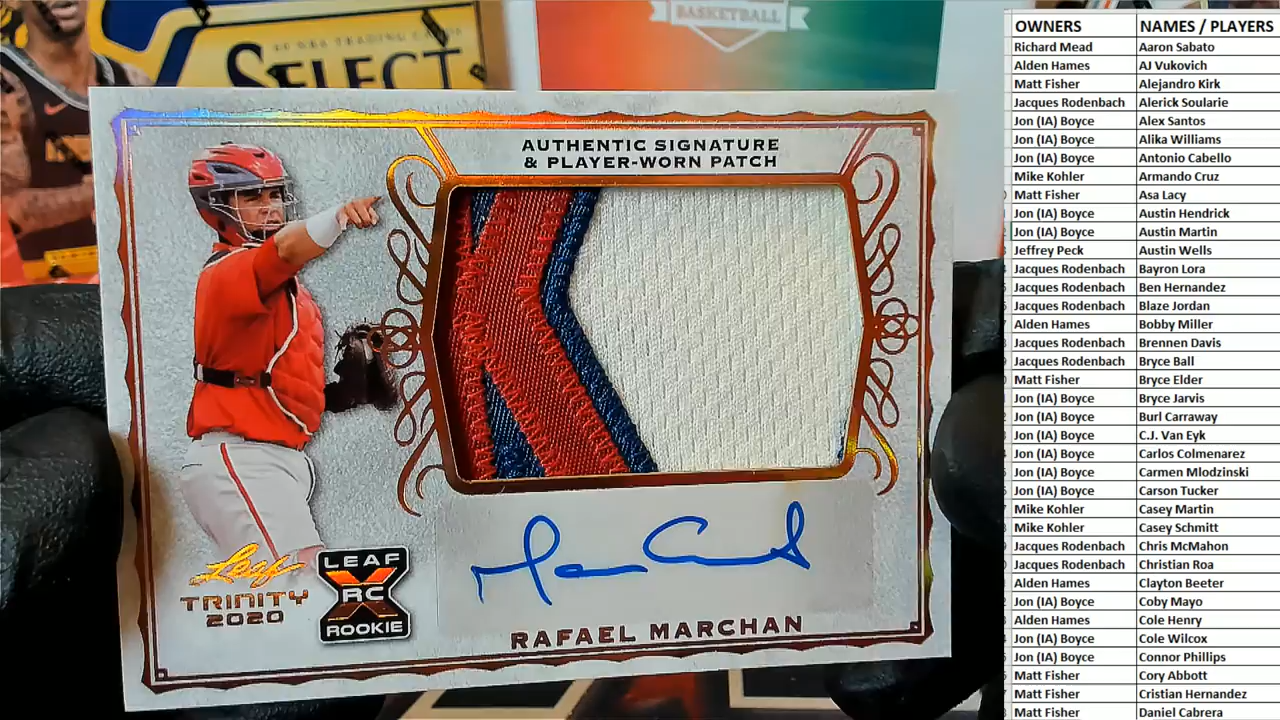 60 NBA TRADING CARDS
SELECT
BASKETBALL
AUTHENTIC SIGNATURE
& PLAYER-WORN PATCH
Leaf
TRINITY
2020
LEAF
RC
ROOKIE
RAFAEL MARCHAN
OWNERS NAMES / PLAYERS
Richard Mead Aaron Sabato
Alden Hames AJ Vukovich
Matt Fisher Alejandro Kirk
Jacques Rodenbach Alerick Soularie
Jon (IA) Boyce Alex Santos
Jon (IA) Boyce Alika Williams
Jon (IA) Boyce Antonio Cabello
Mike Kohler Armando Cruz
Matt Fisher Asa Lacy
Jon (IA) Boyce Austin Hendrick
Jon (IA) Boyce Austin Martin
Jeffrey Peck Austin Wells
Jacques Rodenbach Bayron Lora
Jacques Rodenbach Ben Hernandez
Jacques Rodenbach Blaze Jordan
Alden Hames Bobby Miller
Jacques Rodenbach Brennen Davis
Jacques Rodenbach Bryce Ball
Matt Fisher Bryce Elder
Jon (IA) Boyce Bryce Jarvis
Jon (IA) Boyce Burl Carraway
Jon (IA) Boyce C.J. Van Eyk
Jon (IA) Boyce Carlos Colmenarez
Jon (IA) Boyce Carmen Mlodzinski
Jon (IA) Boyce Carson Tucker
Mike Kohler Casey Martin
Mike Kohler Casey Schmitt
Jacques Rodenbach Chris McMahon
Jacques Rodenbach Christian Roa
Alden Hames Clayton Beeter
Jon (IA) Boyce Coby Mayo
Alden Hames Cole Henry
Jon (IA) Boyce Cole Wilcox
Jon (IA) Boyce Connor Phillips
Matt Fisher Cory Abbott
Matt Fisher Cristian Hernandez
Matt Fisher Daniel Cabrera